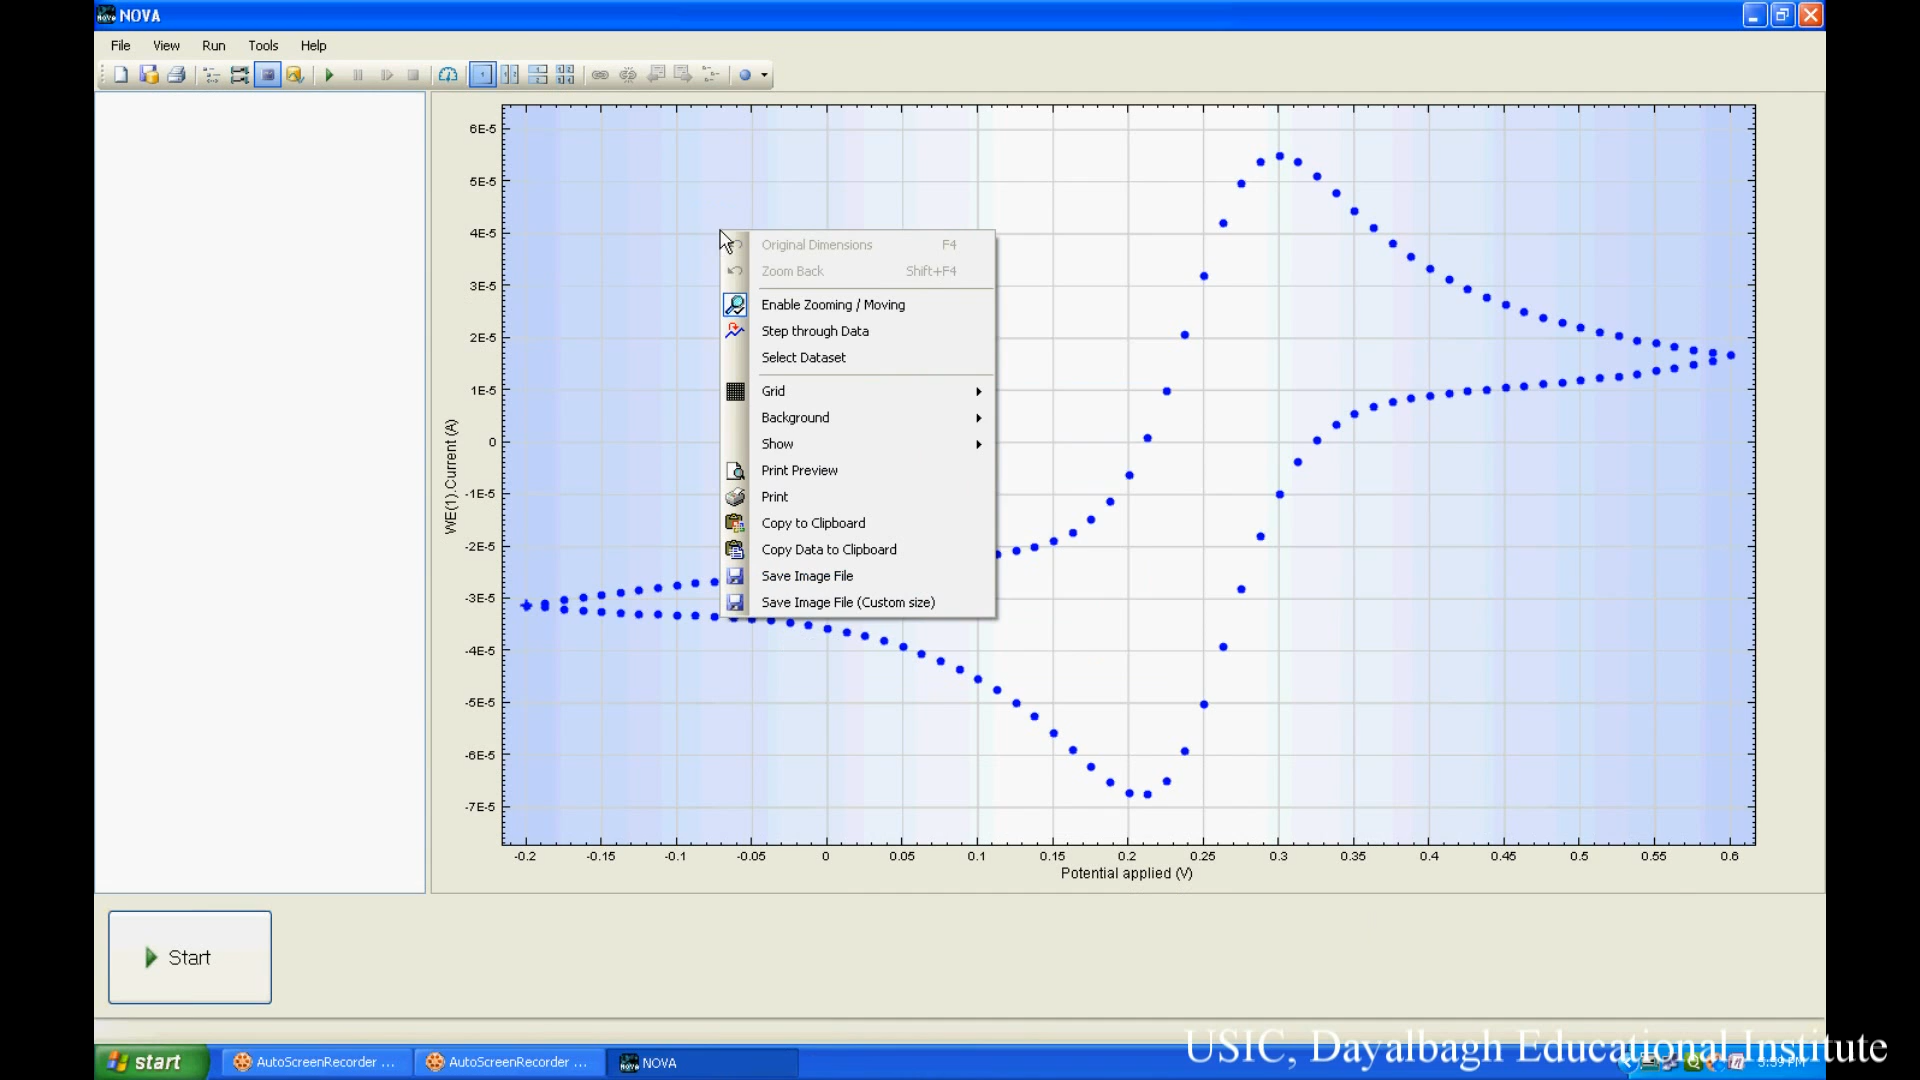 NOVA
File View Run Tools Help
6E-5
5E-5
4E-5
3E-5
2E-5
1E-5
0
-1E-5
-2E-5
-3E-5
-4E-5
-5E-5
-6E-5
-7E-5
WE(1).Current (A)
Original Dimensions F4
Zoom Back Shift+F4
Enable Zooming / Moving
Step through Data
Select Dataset
Grid
Background
Show
Print Preview
Print
Copy to Clipboard
Copy Data to Clipboard
Save Image File
Save Image File (Custom size)
-0.2 -0.15 -0.1 -0.05 0 0.05 0.1 0.15 0.2 0.25 0.3 0.35 0.4 0.45 0.5 0.55 0.6
Potential applied (V)
Start
USIC, Dayalbagh Educational Institute
start AutoScreenRecorder ... AutoScreenRecorder ... NOVA